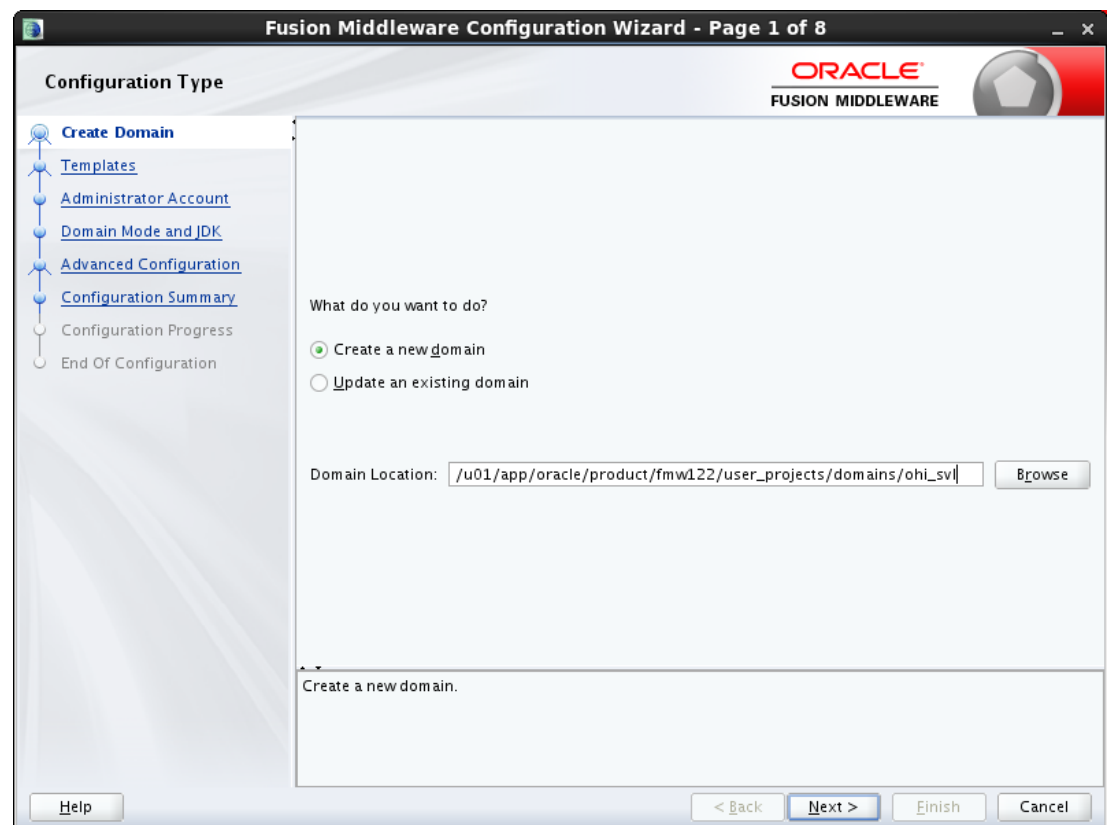 Fusion Middleware Configuration Wizard - Page 1 of 8
Configuration Type
ORACLE
FUSION MIDDLEWARE
Create Domain
Templates
Administrator Account
Domain Mode and JDK
Advanced Configuration
Configuration Summary
Configuration Progress
End Of Configuration
What do you want to do?
Create a new domain
Update an existing domain
Domain Location: /u01/app/oracle/product/fmw122/user_projects/domains/ohi_svl Browse
Create a new domain.
Help < Back Next > Finish Cancel